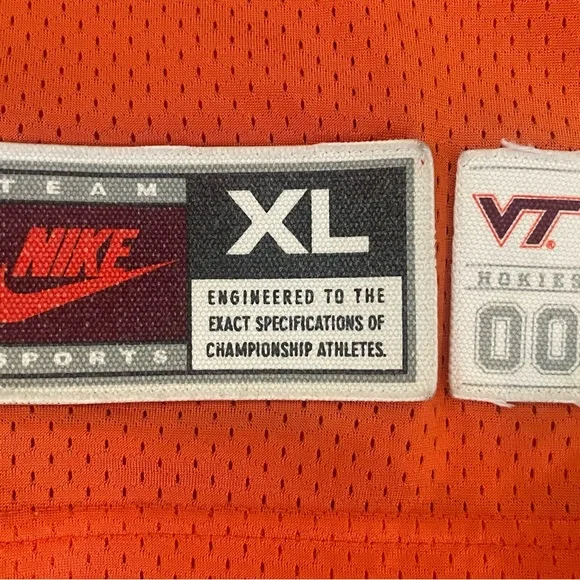 TEAM
NIKE
SPORTS
XL
ENGINEERED TO THE
EXACT SPECIFICATIONS OF
CHAMPIONSHIP ATHLETES.
VT®
HOKIES
00